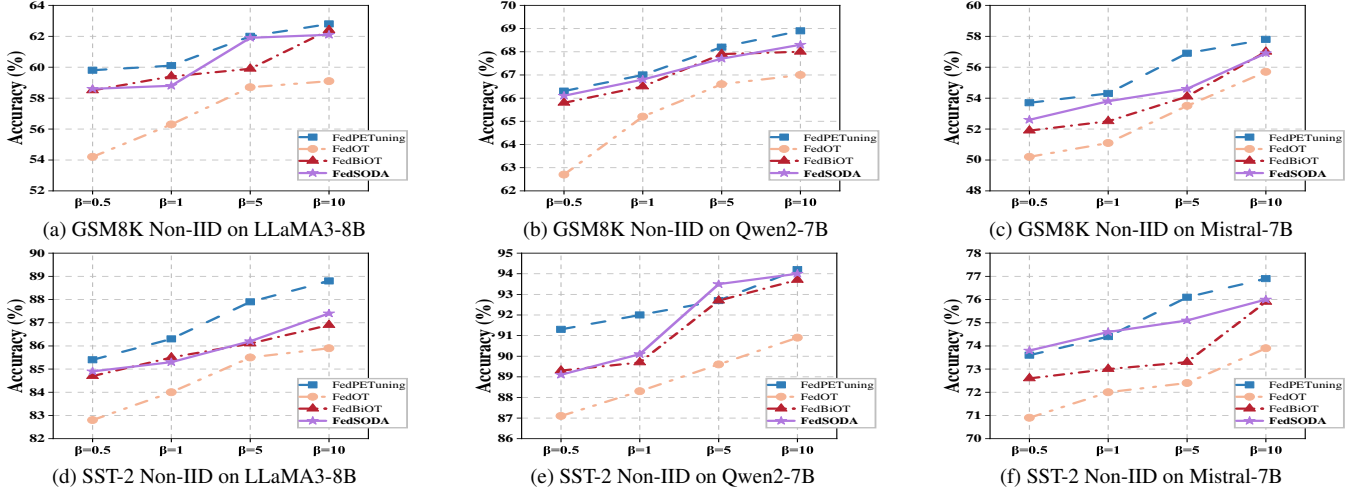 64
62
60
58
56
54
52
Accuracy (%)
β=0.5
β=1
β=5
β=10
FedPETuning
FedOT
FedBiOT
FedSODA
(a) GSM8K Non-IID on LLaMA3-8B
70
69
68
67
66
65
64
63
62
Accuracy (%)
β=0.5
β=1
β=5
β=10
FedPETuning
FedOT
FedBiOT
FedSODA
(b) GSM8K Non-IID on Qwen2-7B
60
58
56
54
52
50
48
Accuracy (%)
β=0.5
β=1
β=5
β=10
FedPETuning
FedOT
FedBiOT
FedSODA
(c) GSM8K Non-IID on Mistral-7B
90
89
88
87
86
85
84
83
82
Accuracy (%)
β=0.5
β=1
β=5
β=10
FedPETuning
FedOT
FedBiOT
FedSODA
(d) SST-2 Non-IID on LLaMA3-8B
95
94
93
92
91
90
89
88
87
86
Accuracy (%)
β=0.5
β=1
β=5
β=10
FedPETuning
FedOT
FedBiOT
FedSODA
(e) SST-2 Non-IID on Qwen2-7B
78
77
76
75
74
73
72
71
70
Accuracy (%)
β=0.5
β=1
β=5
β=10
FedPETuning
FedOT
FedBiOT
FedSODA
(f) SST-2 Non-IID on Mistral-7B